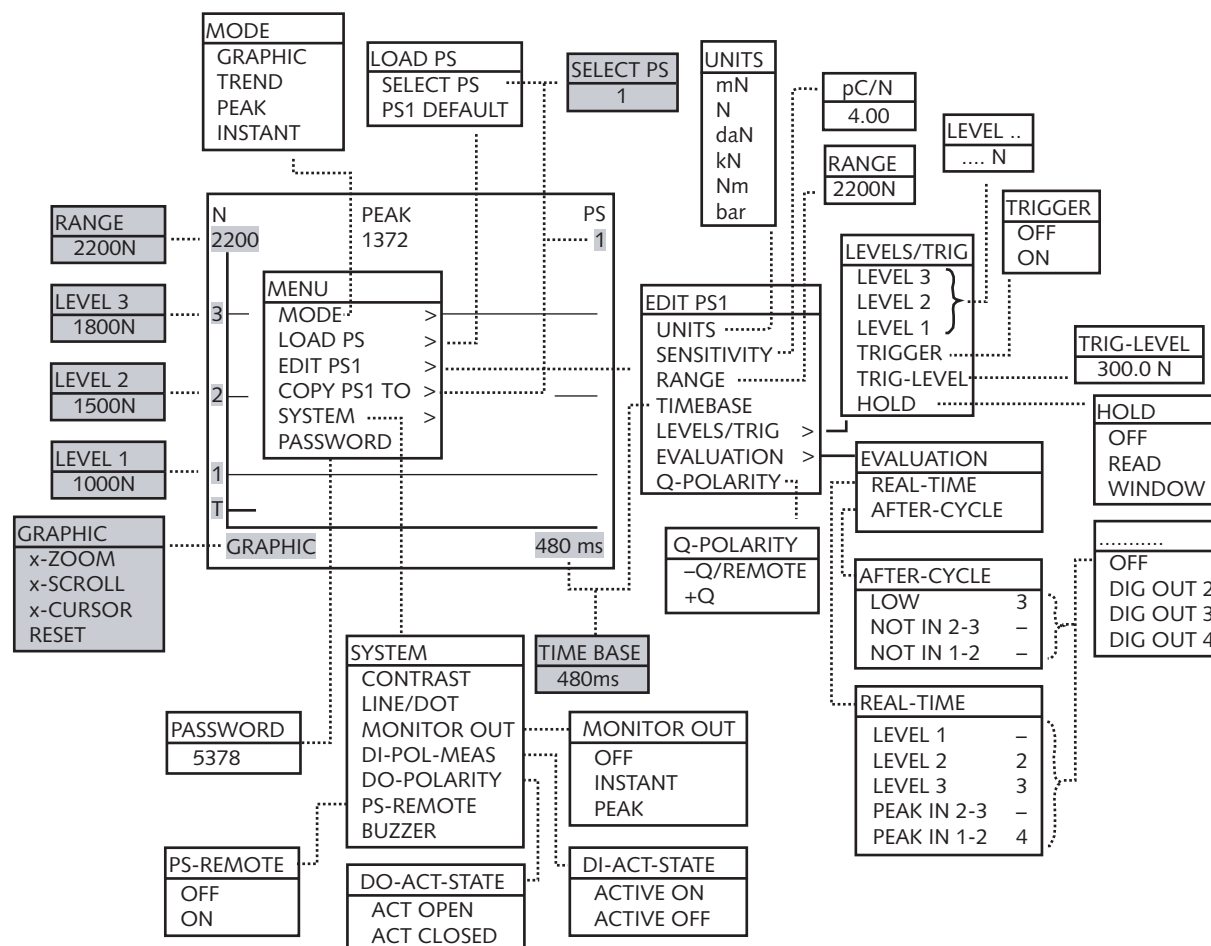 MODE
GRAPHIC
TREND
PEAK
INSTANT
LOAD PS
SELECT PS
PS1 DEFAULT
SELECT PS
1
UNITS
mN
N
daN
kN
Nm
bar
pC/N
4.00
RANGE
2200N
LEVEL ..
.... N
TRIGGER
OFF
ON
RANGE
2200N
LEVEL 3
1800N
LEVEL 2
1500N
LEVEL 1
1000N
GRAPHIC
x-ZOOM
x-SCROLL
x-CURSOR
RESET
N PEAK PS
2200 1372 1
3
2
1
T
GRAPHIC 480 ms
MENU
MODE >
LOAD PS >
EDIT PS1 >
COPY PS1 TO >
SYSTEM >
PASSWORD
EDIT PS1
UNITS
SENSITIVITY
RANGE
TIMEBASE
LEVELS/TRIG >
EVALUATION >
Q-POLARITY
LEVELS/TRIG
LEVEL 3
LEVEL 2
LEVEL 1
TRIGGER
TRIG-LEVEL
HOLD
TRIG-LEVEL
300.0 N
HOLD
OFF
READ
WINDOW
EVALUATION
REAL-TIME
AFTER-CYCLE
Q-POLARITY
–Q/REMOTE
+Q
AFTER-CYCLE
LOW 3
NOT IN 2-3 –
NOT IN 1-2 –
...........
OFF
DIG OUT 2
DIG OUT 3
DIG OUT 4
REAL-TIME
LEVEL 1 –
LEVEL 2 2
LEVEL 3 3
PEAK IN 2-3 –
PEAK IN 1-2 4
TIME BASE
480ms
SYSTEM
CONTRAST
LINE/DOT
MONITOR OUT
DI-POL-MEAS
DO-POLARITY
PS-REMOTE
BUZZER
PASSWORD
5378
MONITOR OUT
OFF
INSTANT
PEAK
PS-REMOTE
OFF
ON
DO-ACT-STATE
ACT OPEN
ACT CLOSED
DI-ACT-STATE
ACTIVE ON
ACTIVE OFF